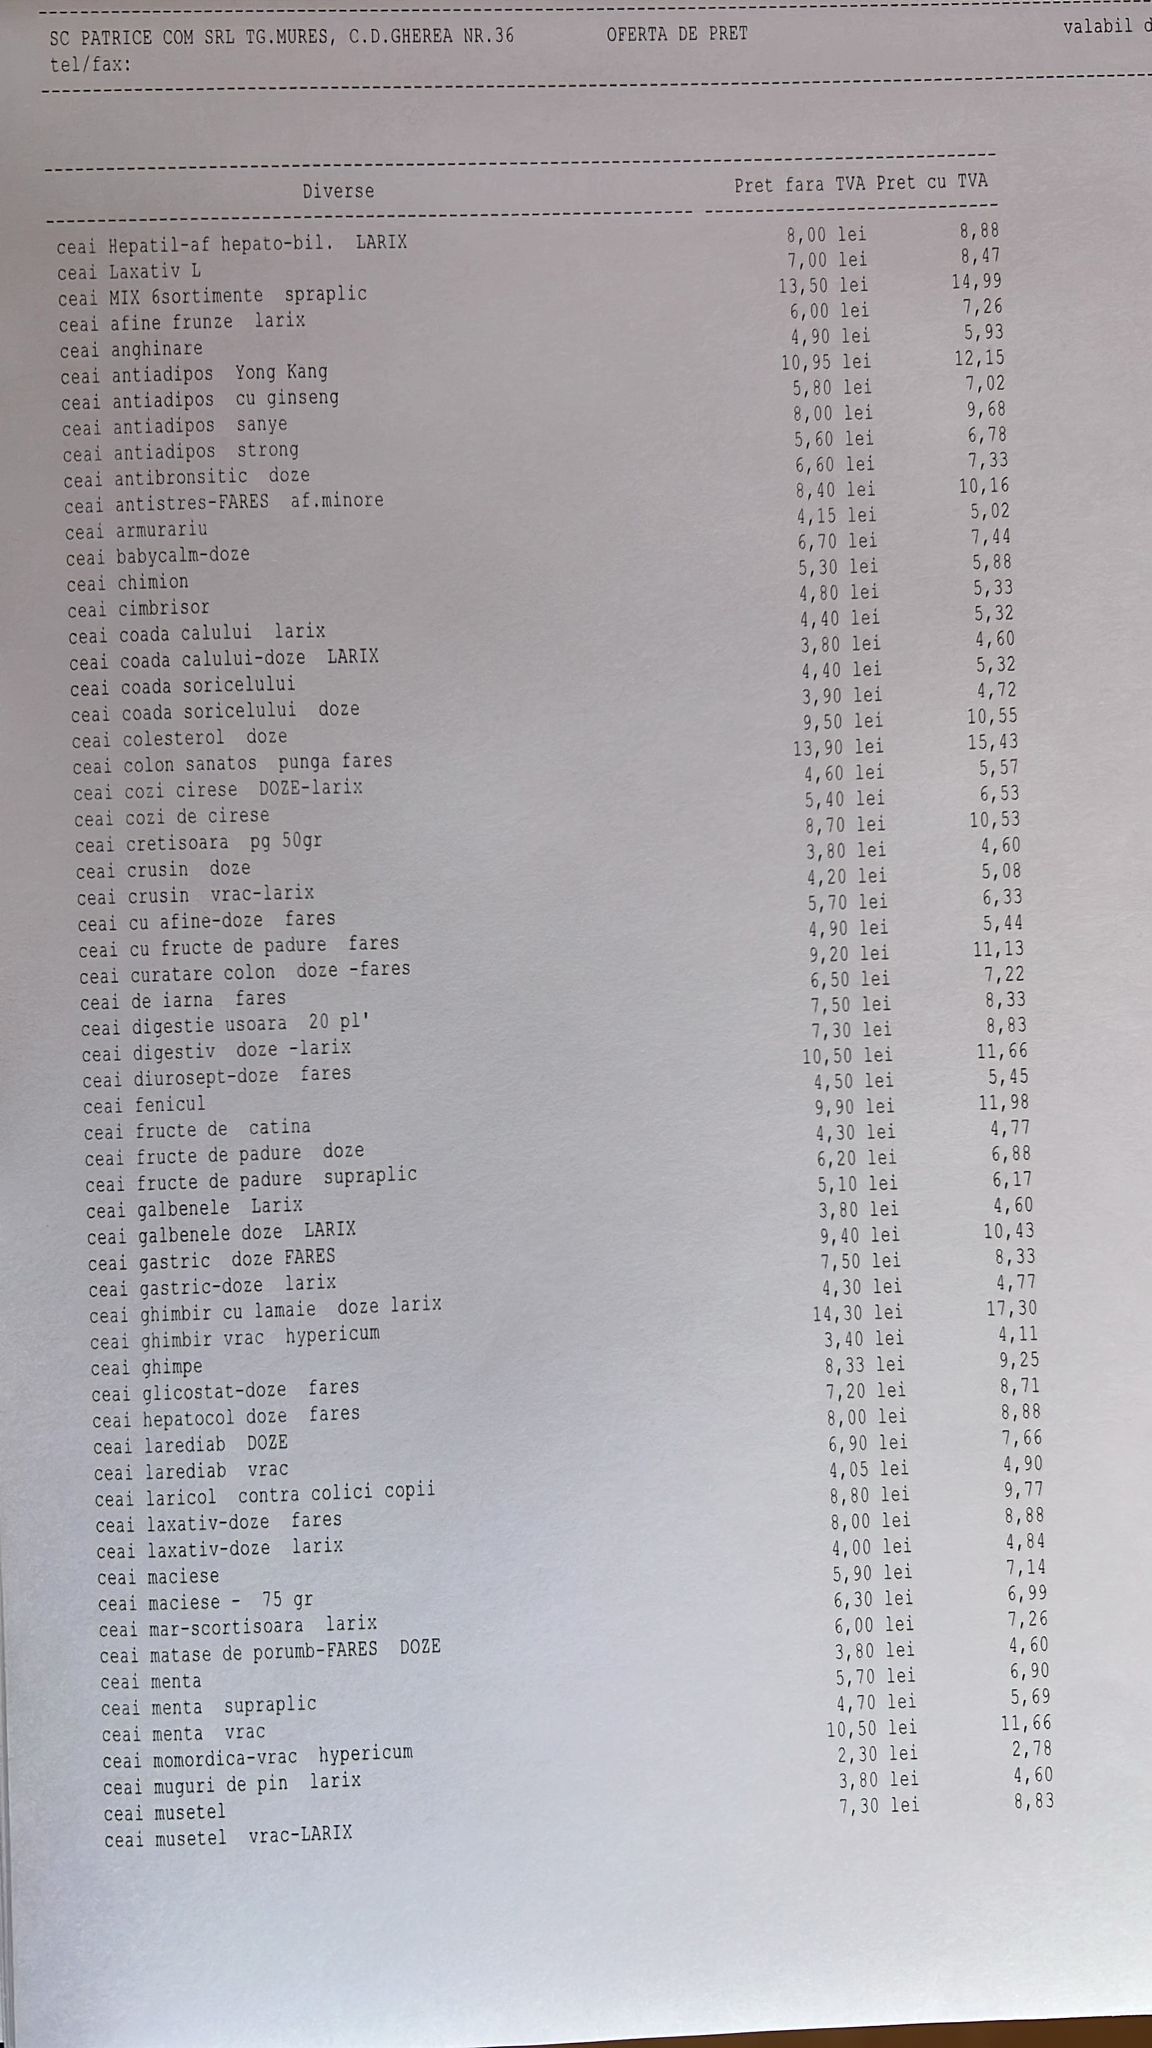 SC PATRICE COM SRL TG.MURES, C.D.GHEREA NR.36 OFERTA DE PRET valabil
tel/fax:
Diverse Pret fara TVA Pret cu TVA
ceai Hepatil-af hepato-bil. LARIX 8,00 lei 8,88
ceai Laxativ L 7,00 lei 8,47
ceai MIX 6sortimente spraplic 13,50 lei 14,99
ceai afine frunze larix 6,00 lei 7,26
ceai anghinare 4,90 lei 5,93
ceai antiadipos Yong Kang 10,95 lei 12,15
ceai antiadipos cu ginseng 5,80 lei 7,02
ceai antiadipos sanye 8,00 lei 9,68
ceai antiadipos strong 5,60 lei 6,78
ceai antibronsitic doze 6,60 lei 7,33
ceai antistres-FARES af.minore 8,40 lei 10,16
ceai armurariu 4,15 lei 5,02
ceai babycalm-doze 6,70 lei 7,44
ceai chimion 5,30 lei 5,88
ceai cimbrisor 4,80 lei 5,33
ceai coada calului larix 4,40 lei 5,32
ceai coada calului-doze LARIX 3,80 lei 4,60
ceai coada soricelului 4,40 lei 5,32
ceai coada soricelului doze 3,90 lei 4,72
ceai colesterol doze 9,50 lei 10,55
ceai colon sanatos punga fares 13,90 lei 15,43
ceai cozi cirese DOZE-larix 4,60 lei 5,57
ceai cozi de cirese 5,40 lei 6,53
ceai cretisoara pg 50gr 8,70 lei 10,53
ceai crusin doze 3,80 lei 4,60
ceai crusin vrac-larix 4,20 lei 5,08
ceai cu afine-doze fares 5,70 lei 6,33
ceai cu fructe de padure fares 4,90 lei 5,44
ceai curatare colon doze -fares 9,20 lei 11,13
ceai de iarna fares 6,50 lei 7,22
ceai digestie usoara 20 pl' 7,50 lei 8,33
ceai digestiv doze -larix 7,30 lei 8,83
ceai diurosept-doze fares 10,50 lei 11,66
ceai fenicul 4,50 lei 5,45
ceai fructe de catina 9,90 lei 11,98
ceai fructe de padure doze 4,30 lei 4,77
ceai fructe de padure supraplic 6,20 lei 6,88
ceai galbenele Larix 5,10 lei 6,17
ceai galbenele doze LARIX 3,80 lei 4,60
ceai gastric doze FARES 9,40 lei 10,43
ceai gastric-doze larix 7,50 lei 8,33
ceai ghimbir cu lamaie doze larix 4,30 lei 4,77
ceai ghimbir vrac hypericum 14,30 lei 17,30
ceai ghimpe 3,40 lei 4,11
ceai glicostat-doze fares 8,33 lei 9,25
ceai hepatocol doze fares 7,20 lei 8,71
ceai larediab DOZE 8,00 lei 8,88
ceai larediab vrac 6,90 lei 7,66
ceai laricol contra colici copii 4,05 lei 4,90
ceai laxativ-doze fares 8,80 lei 9,77
ceai laxativ-doze larix 8,00 lei 8,88
ceai maciese 4,00 lei 4,84
ceai maciese - 75 gr 5,90 lei 7,14
ceai mar-scortisoara larix 6,30 lei 6,99
ceai matase de porumb-FARES DOZE 6,00 lei 7,26
ceai menta 3,80 lei 4,60
ceai menta supraplic 5,70 lei 6,90
ceai menta vrac 4,70 lei 5,69
ceai momordica-vrac hypericum 10,50 lei 11,66
ceai muguri de pin larix 2,30 lei 2,78
ceai musetel 3,80 lei 4,60
ceai musetel vrac-LARIX 7,30 lei 8,83